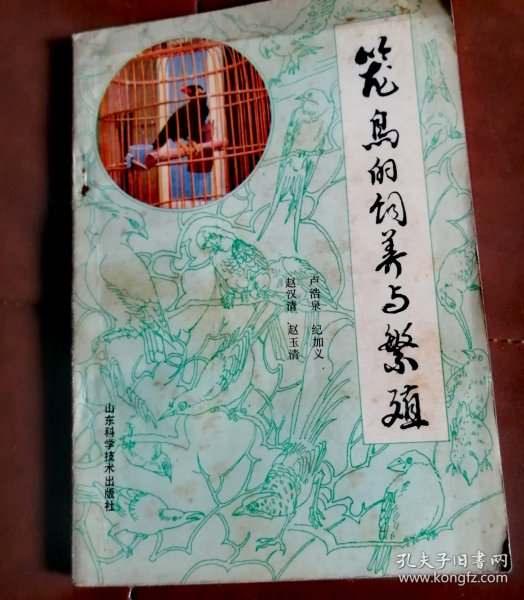 笼鸟的饲养与繁殖
卢浩泉 纪加义
赵汉清 赵玉清
山东科学技术出版社
孔夫子旧书网
www.kongfz.com